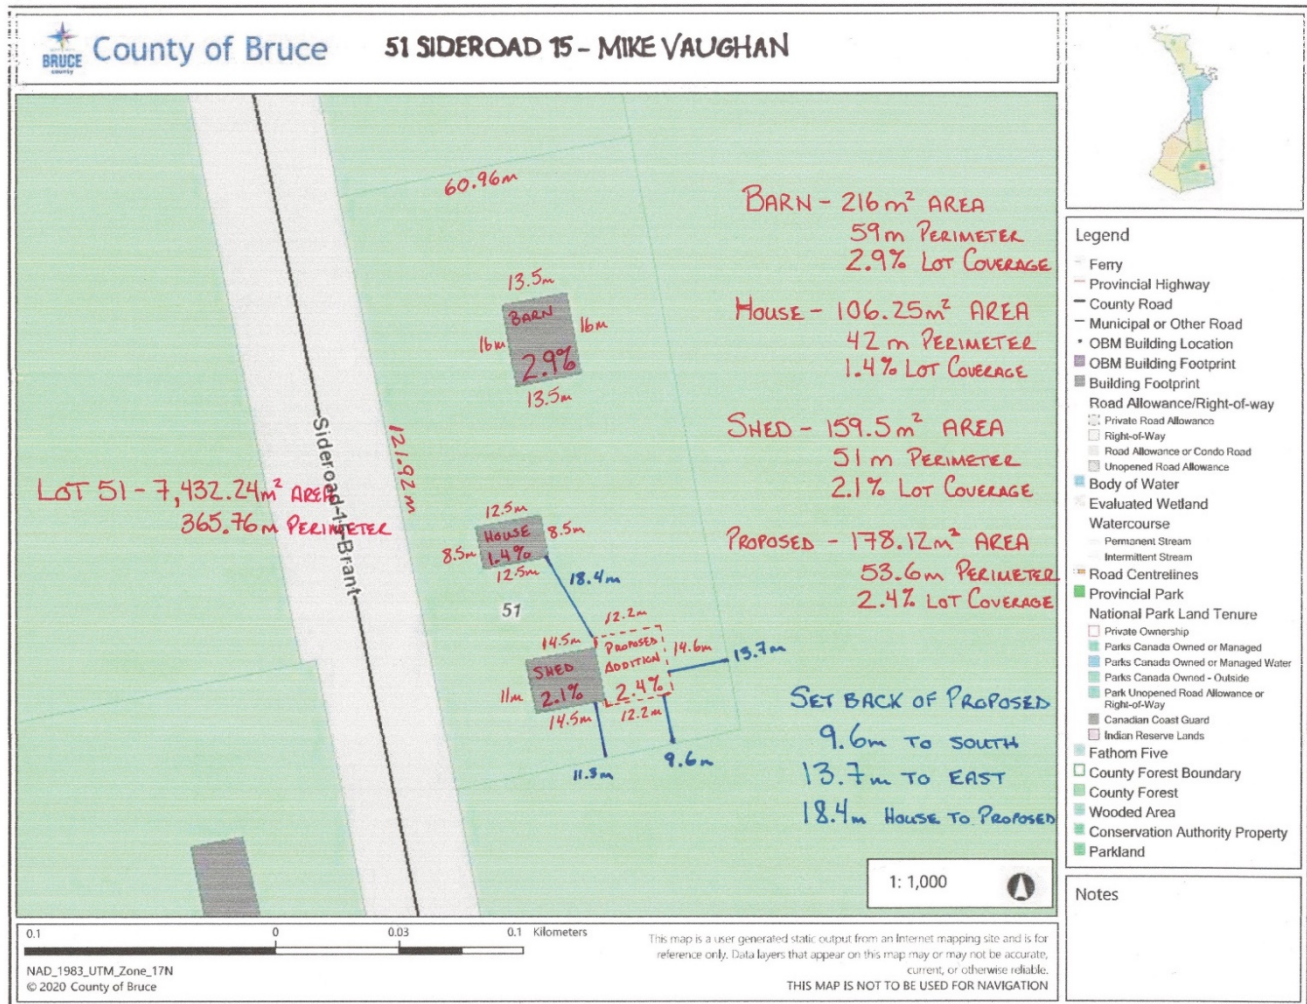 BRUCE
county
County of Bruce
51 SIDEROAD 15 - MIKE VAUGHAN
60.96m
13.5m
BARN
16m
16m
2.9%
13.5m
Sideroad 15 Brant
121.92m
LOT 51 - 7,432.24m² AREA
365.76m PERIMETER
12.5m
HOUSE
8.5m
8.5m
1.4%
12.5m
18.4m
51
12.2m
14.5m
PROPOSED
ADDITION
14.6m
13.7m
SHED
2.4%
11m
2.1%
12.2m
14.5m
11.3m
9.6m
BARN - 216m² AREA
59m PERIMETER
2.9% LOT COVERAGE
HOUSE - 106.25m² AREA
42m PERIMETER
1.4% LOT COVERAGE
SHED - 159.5m² AREA
51m PERIMETER
2.1% LOT COVERAGE
PROPOSED - 178.12m² AREA
53.6m PERIMETER
2.4% LOT COVERAGE
SET BACK OF PROPOSED
9.6m TO SOUTH
13.7m TO EAST
18.4m HOUSE TO PROPOSED
1: 1,000
Legend
Ferry
Provincial Highway
County Road
Municipal or Other Road
OBM Building Location
OBM Building Footprint
Building Footprint
Road Allowance/Right-of-way
Private Road Allowance
Right-of-Way
Road Allowance or Condo Road
Unopened Road Allowance
Body of Water
Evaluated Wetland
Watercourse
Permanent Stream
Intermittent Stream
Road Centrelines
Provincial Park
National Park Land Tenure
Private Ownership
Parks Canada Owned or Managed
Parks Canada Owned or Managed Water
Parks Canada Owned - Outside
Park Unopened Road Allowance or
Right-of-Way
Canadian Coast Guard
Indian Reserve Lands
Fathom Five
County Forest Boundary
County Forest
Wooded Area
Conservation Authority Property
Parkland
Notes
0.1 0 0.03 0.1 Kilometers
NAD_1983_UTM_Zone_17N
© 2020 County of Bruce
This map is a user generated static output from an Internet mapping site and is for
reference only. Data layers that appear on this map may or may not be accurate,
current, or otherwise reliable.
THIS MAP IS NOT TO BE USED FOR NAVIGATION